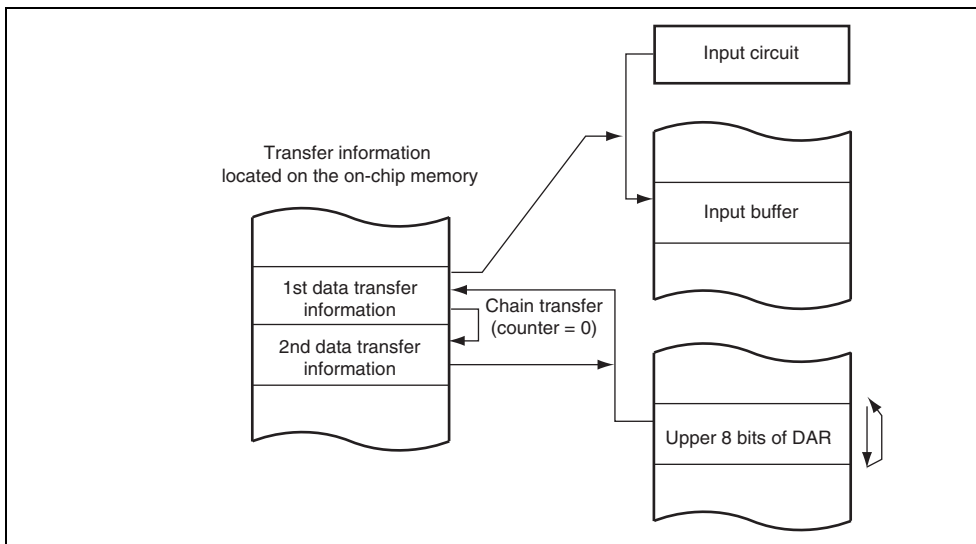 Input circuit
Transfer information
located on the on-chip memory
Input buffer
1st data transfer
information
Chain transfer
(counter = 0)
2nd data transfer
information
Upper 8 bits of DAR